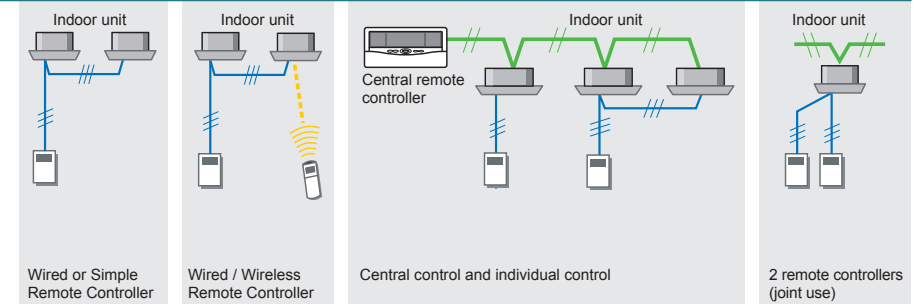 Indoor unit
Wired or Simple
Remote Controller
Indoor unit
Wired / Wireless
Remote Controller
Indoor unit
Central remote
controller
Central control and individual control
Indoor unit
2 remote controllers
(joint use)